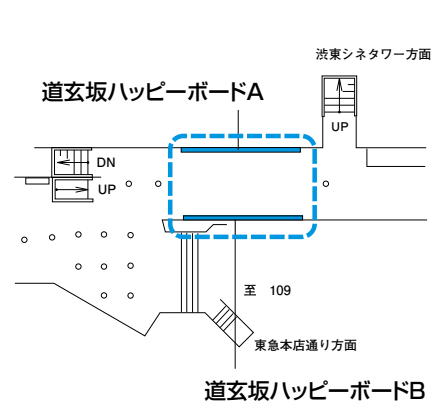 渋東シネタワー方面
道玄坂ハッピーボードA
UP
DN
UP
至 109
東急本店通り方面
道玄坂ハッピーボードB